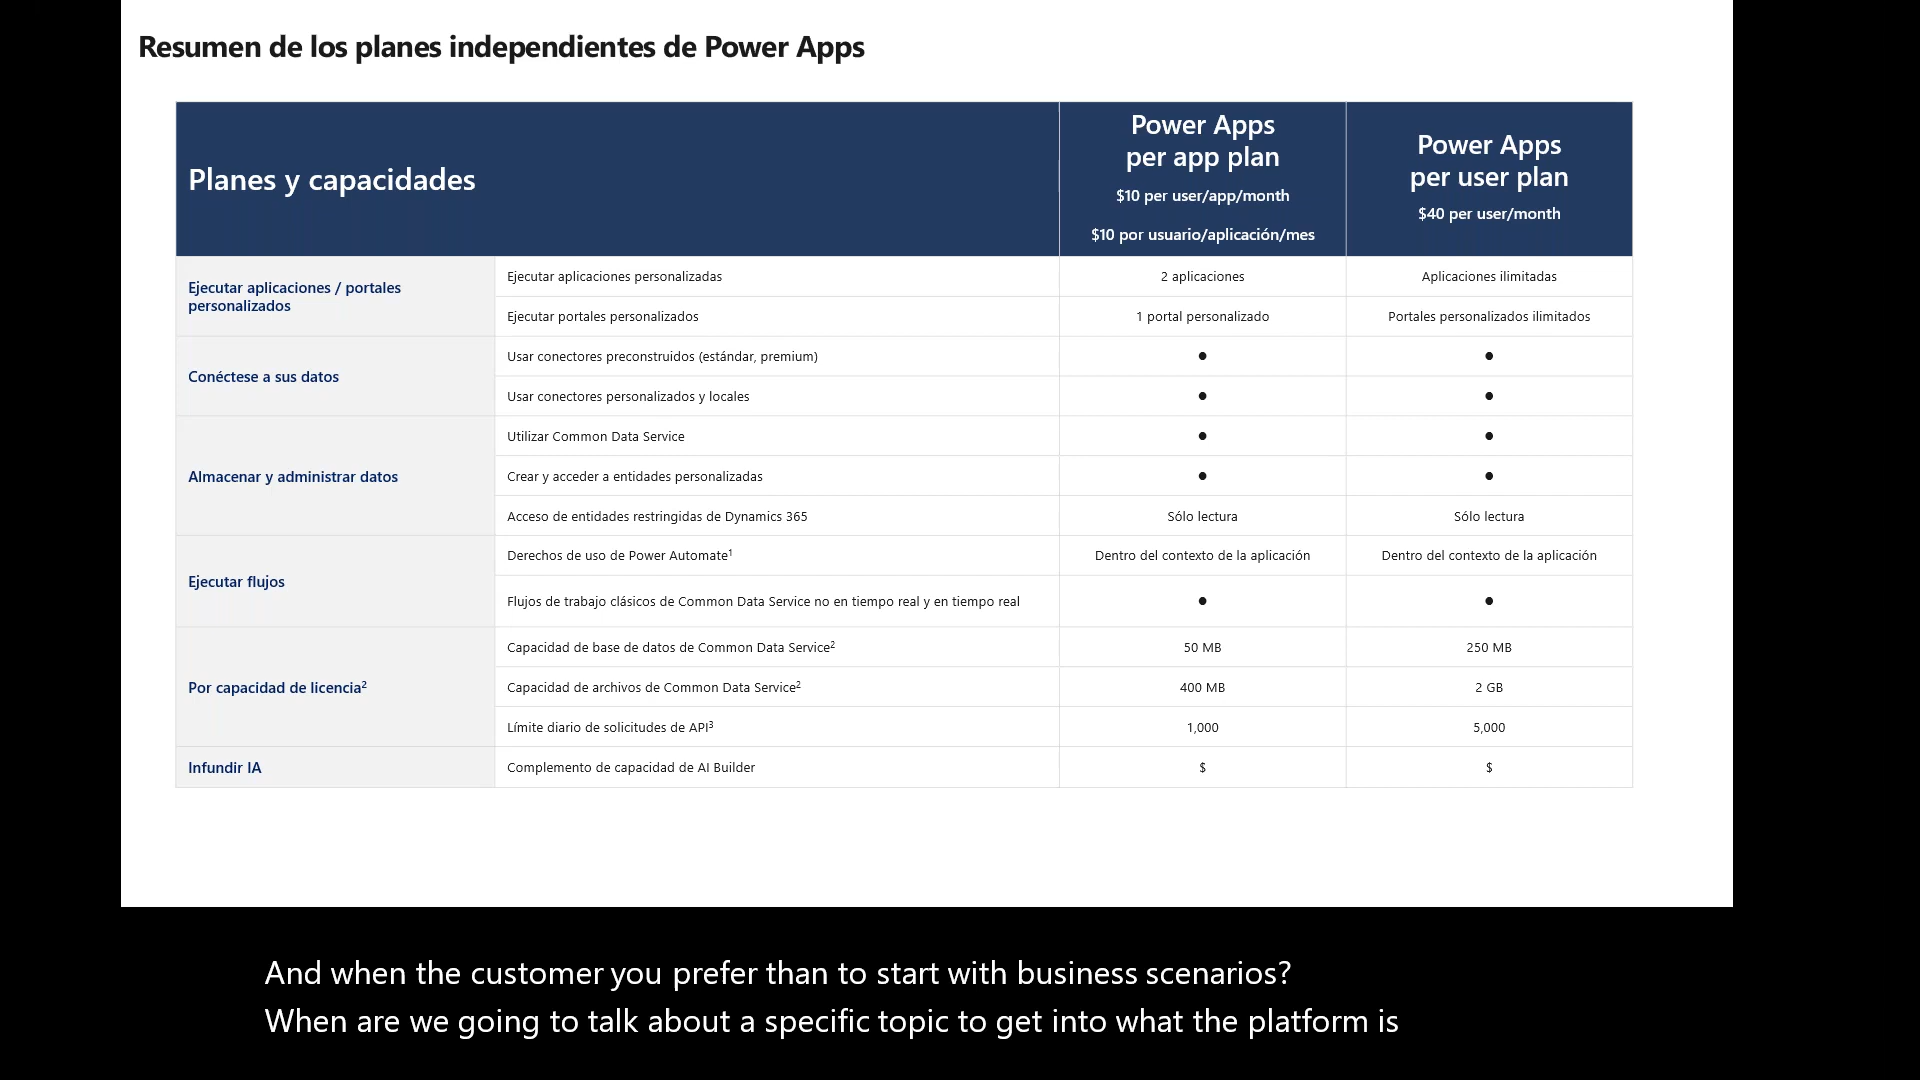 Resumen de los planes independientes de Power Apps
Planes y capacidades
Power Apps
per app plan
$10 per user/app/month
$10 por usuario/aplicación/mes
Power Apps
per user plan
$40 per user/month
Ejecutar aplicaciones / portales
personalizados
Ejecutar aplicaciones personalizadas
2 aplicaciones
Aplicaciones ilimitadas
Ejecutar portales personalizados
1 portal personalizado
Portales personalizados ilimitados
Conéctese a sus datos
Usar conectores preconstruidos (estándar, premium)
●
●
Usar conectores personalizados y locales
●
●
Almacenar y administrar datos
Utilizar Common Data Service
●
●
Crear y acceder a entidades personalizadas
●
●
Acceso de entidades restringidas de Dynamics 365
Sólo lectura
Sólo lectura
Ejecutar flujos
Derechos de uso de Power Automate¹
Dentro del contexto de la aplicación
Dentro del contexto de la aplicación
Flujos de trabajo clásicos de Common Data Service no en tiempo real y en tiempo real
●
●
Por capacidad de licencia²
Capacidad de base de datos de Common Data Service²
50 MB
250 MB
Capacidad de archivos de Common Data Service²
400 MB
2 GB
Límite diario de solicitudes de API³
1,000
5,000
Infundir IA
Complemento de capacidad de AI Builder
$
$
And when the customer you prefer than to start with business scenarios?
When are we going to talk about a specific topic to get into what the platform is